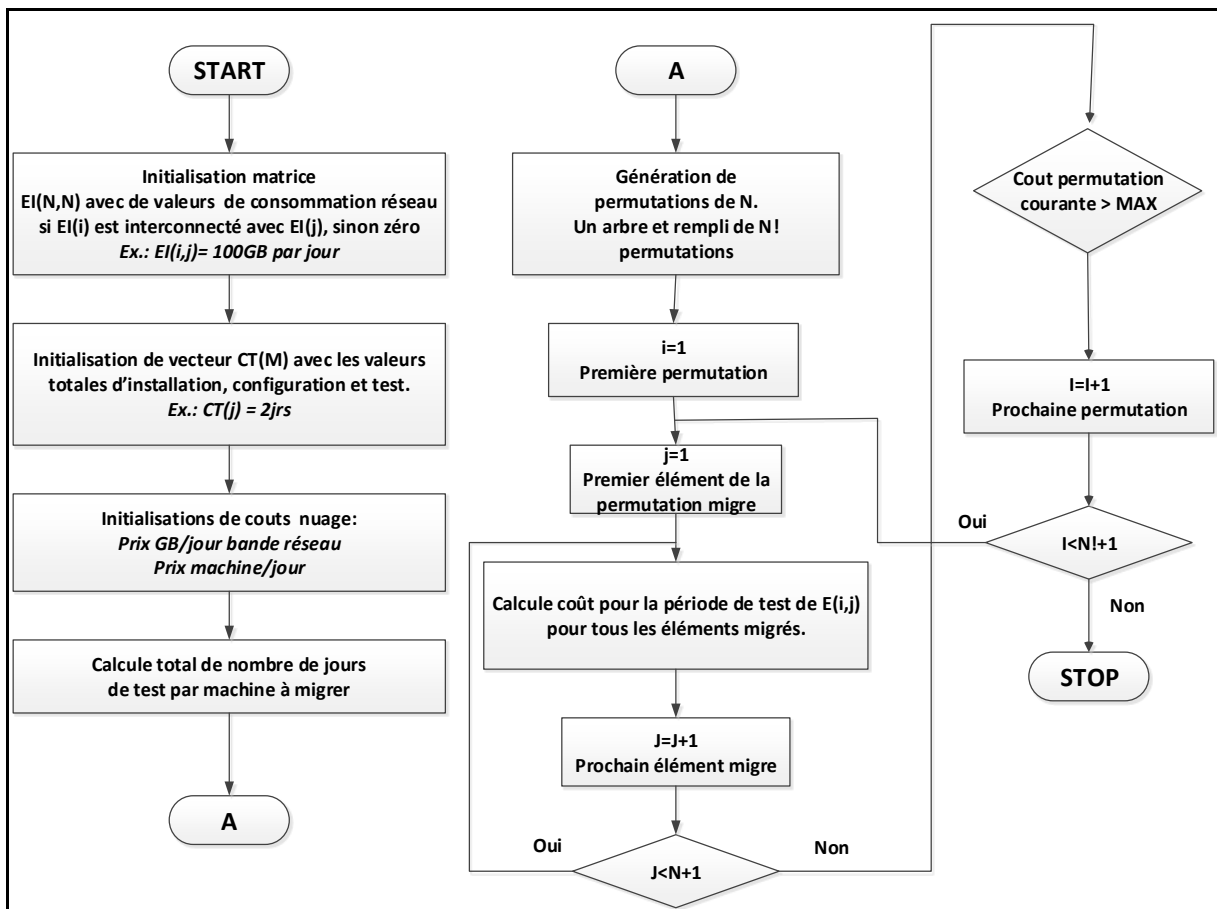 START
Initialisation matrice
EI(N,N) avec de valeurs de consommation réseau
si EI(i) est interconnecté avec EI(j), sinon zéro
Ex.: EI(i,j)= 100GB par jour
Initialisation de vecteur CT(M) avec les valeurs
totales d'installation, configuration et test.
Ex.: CT(j) = 2jrs
Initialisations de couts nuage:
Prix GB/jour bande réseau
Prix machine/jour
Calcule total de nombre de jours
de test par machine à migrer
A
A
Génération de
permutations de N.
Un arbre et rempli de N!
permutations
i=1
Première permutation
j=1
Premier élément de la
permutation migre
Calcule coût pour la période de test de E(i,j)
pour tous les éléments migrés.
J=J+1
Prochain élément migre
Oui
J<N+1
Non
Cout permutation
courante > MAX
I=I+1
Prochaine permutation
Oui
I<N!+1
Non
STOP